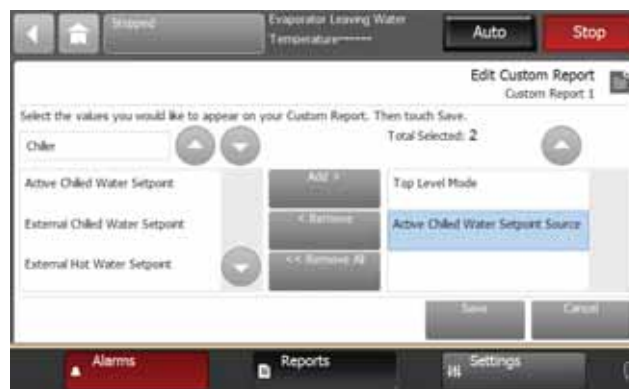 Stopped
Evaporator Leaving Water
Temperature------
Auto
Stop
Edit Custom Report
Custom Report 1
Select the values you would like to appear on your Custom Report. Then touch Save.
Chiller
Total Selected: 2
Active Chilled Water Setpoint
External Chilled Water Setpoint
External Hot Water Setpoint
Add >
< Remove
<< Remove All
Top Level Mode
Active Chilled Water Setpoint Source
Save
Cancel
Alarms
Reports
Settings